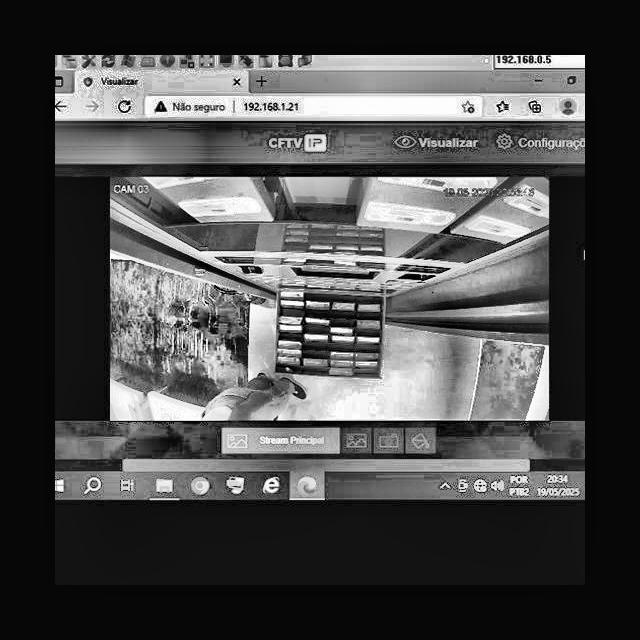 192.168.0.5
Visualizar
Não seguro | 192.168.1.21
CFTV IP Visualizar Configuraçõ
CAM 03
Stream Principal
POR 20:34
PTB2 19/05/2025